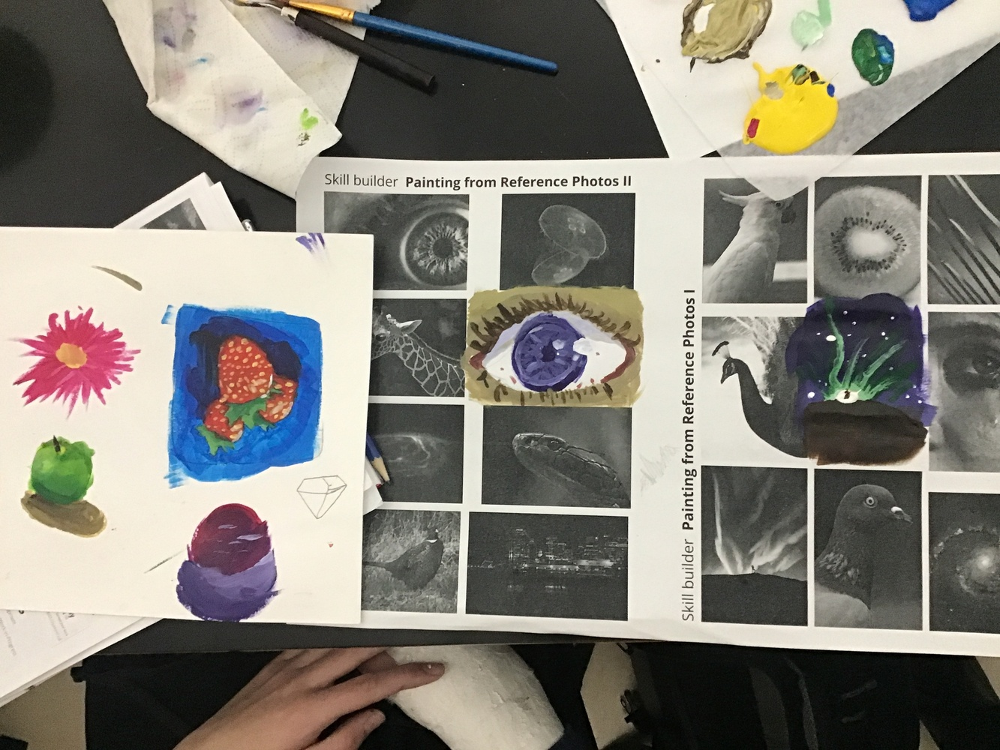 Skill builder Painting from Reference Photos II
Skill builder Painting from Reference Photos I